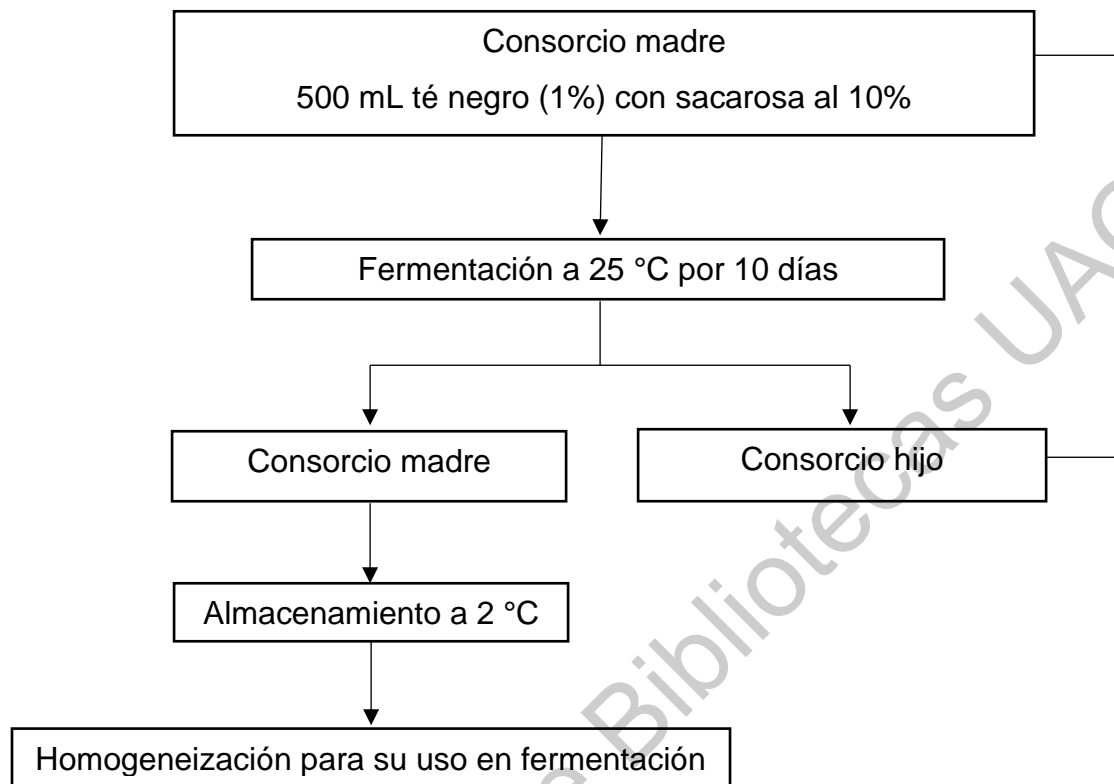 Consorcio madre
500 mL té negro (1%) con sacarosa al 10%
Fermentación a 25 °C por 10 días
Consorcio madre
Consorcio hijo
Almacenamiento a 2 °C
Homogeneización para su uso en fermentación
Bibliotecas